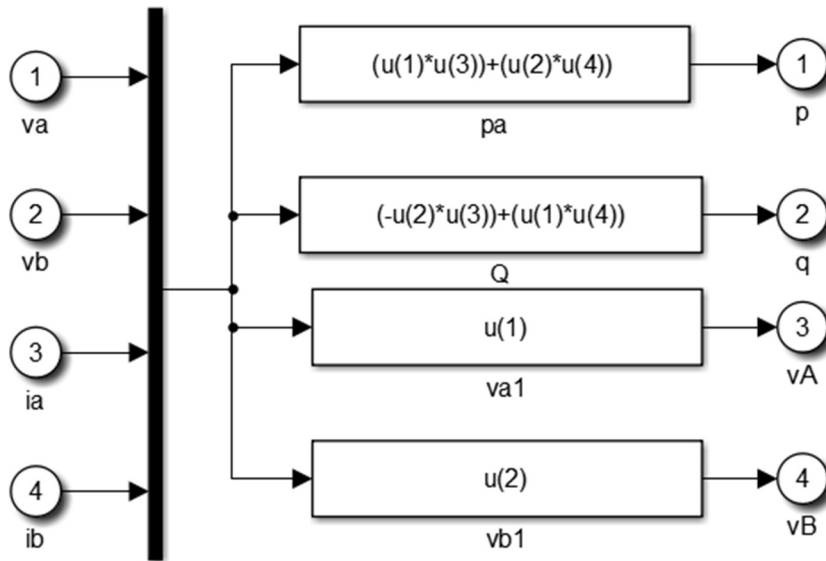 1
va
2
vb
3
ia
4
ib
(u(1)*u(3))+(u(2)*u(4))
pa
1
p
(-u(2)*u(3))+(u(1)*u(4))
Q
2
q
u(1)
va1
3
vA
u(2)
vb1
4
vB